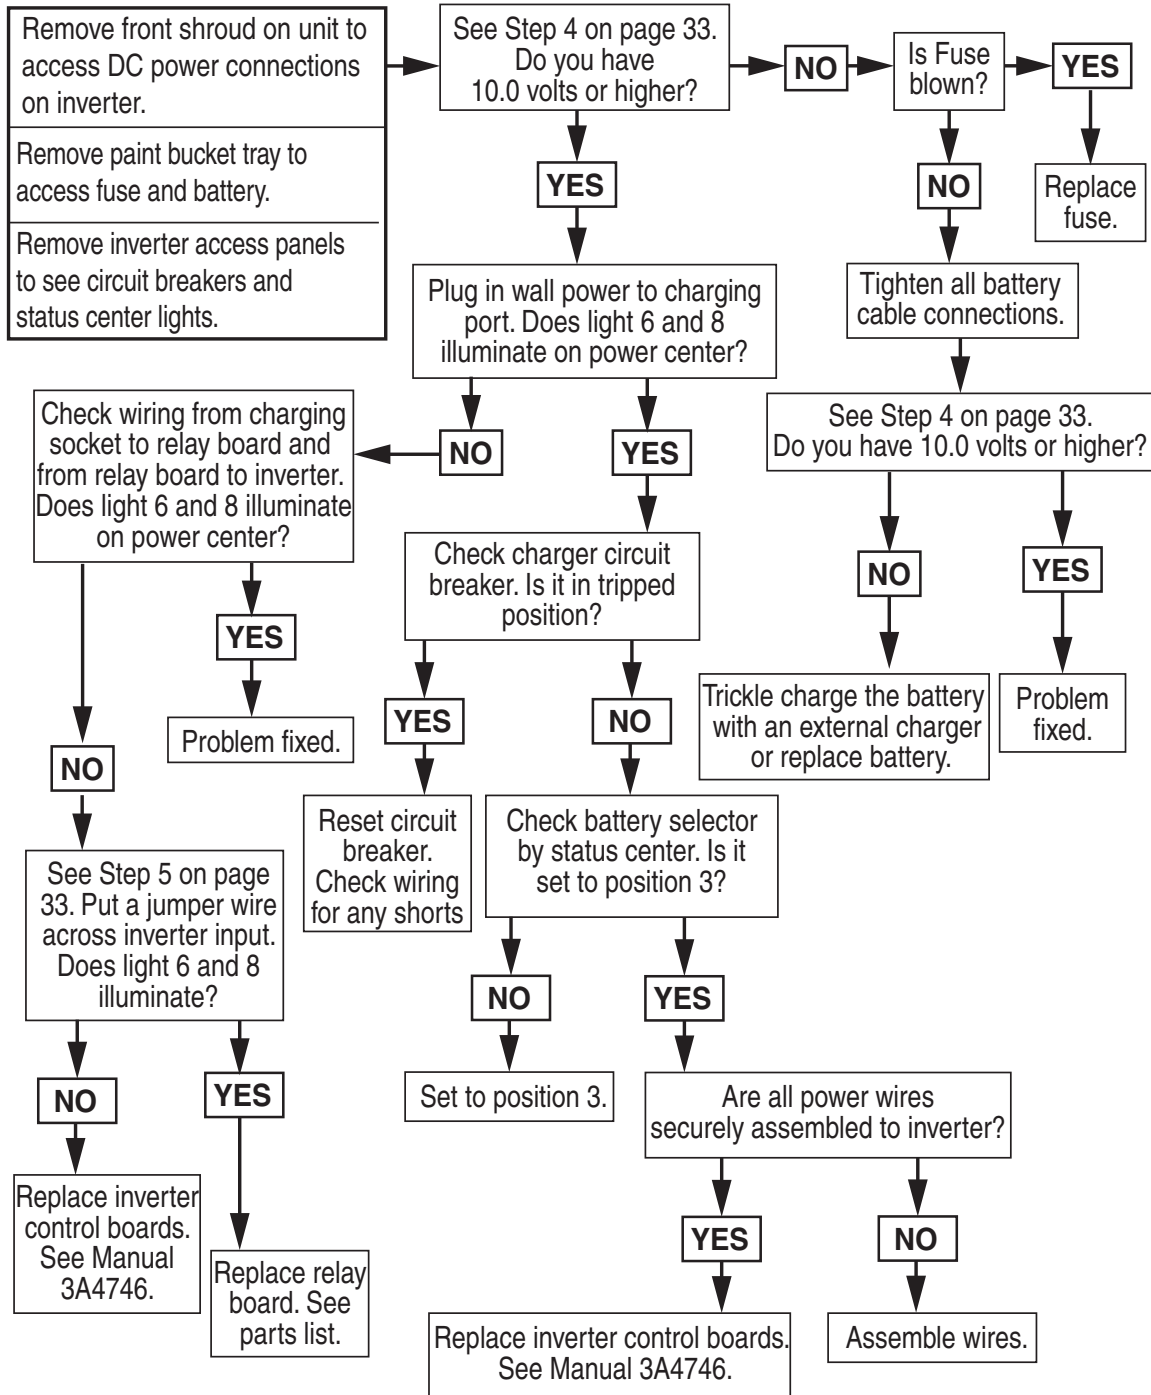 Remove front shroud on unit to
access DC power connections
on inverter.
Remove paint bucket tray to
access fuse and battery.
Remove inverter access panels
to see circuit breakers and
status center lights.
See Step 4 on page 33.
Do you have
10.0 volts or higher?
NO
Is Fuse
blown?
YES
YES
NO
Replace
fuse.
Plug in wall power to charging
port. Does light 6 and 8
illuminate on power center?
Tighten all battery
cable connections.
Check wiring from charging
socket to relay board and
from relay board to inverter.
Does light 6 and 8 illuminate
on power center?
NO
YES
See Step 4 on page 33.
Do you have 10.0 volts or higher?
Check charger circuit
breaker. Is it in tripped
position?
NO
YES
YES
Problem fixed.
YES
NO
Trickle charge the battery
with an external charger
or replace battery.
Problem
fixed.
NO
Reset circuit
breaker.
Check wiring
for any shorts
Check battery selector
by status center. Is it
set to position 3?
See Step 5 on page
33. Put a jumper wire
across inverter input.
Does light 6 and 8
illuminate?
NO
YES
NO
YES
Set to position 3.
Are all power wires
securely assembled to inverter?
Replace inverter
control boards.
See Manual
3A4746.
Replace relay
board. See
parts list.
YES
NO
Replace inverter control boards.
See Manual 3A4746.
Assemble wires.